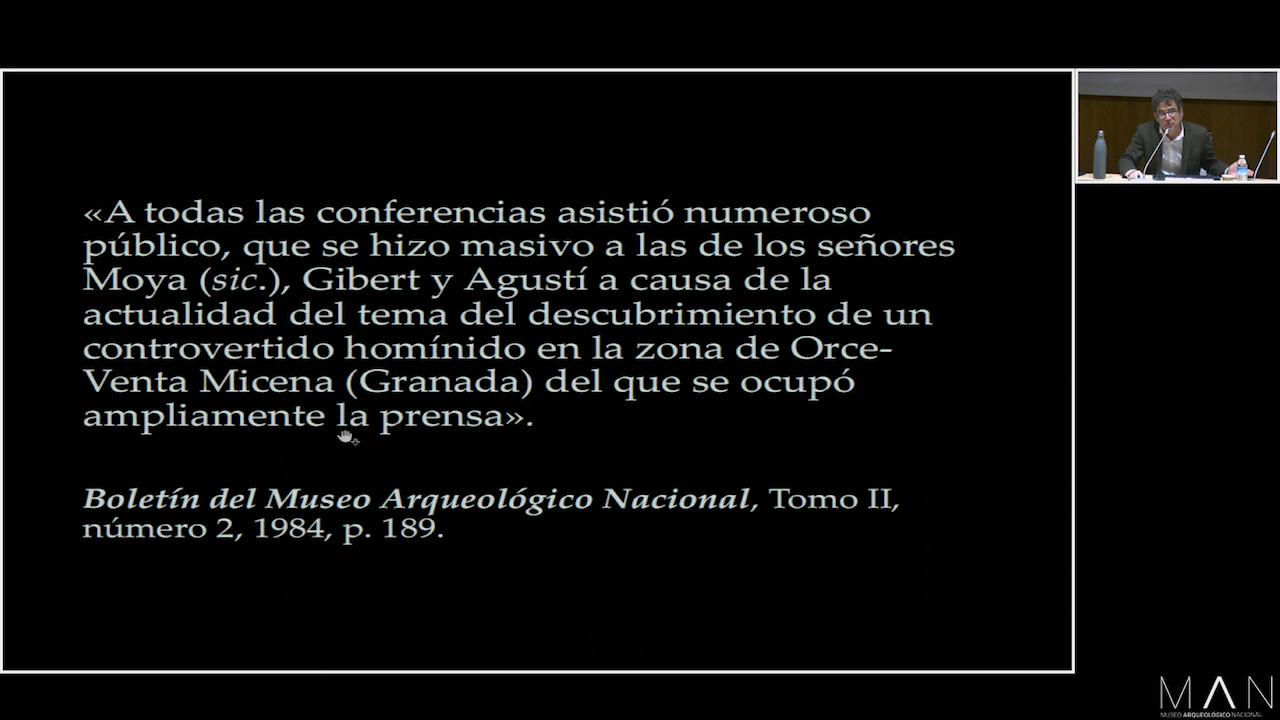 «A todas las conferencias asistió numeroso
público, que se hizo masivo a las de los señores
Moya (sic.), Gibert y Agustí a causa de la
actualidad del tema del descubrimiento de un
controvertido homínido en la zona de Orce-
Venta Micena (Granada) del que se ocupó
ampliamente la prensa».
Boletín del Museo Arqueológico Nacional, Tomo II,
número 2, 1984, p. 189.
MAN
MUSEO ARQUEOLÓGICO NACIONAL